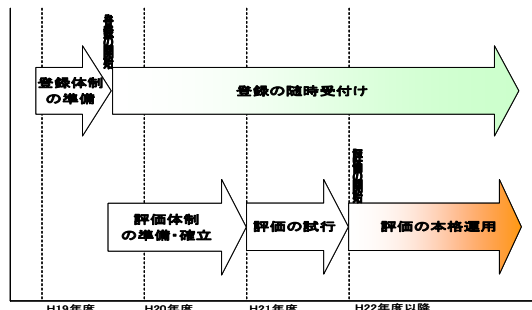 登録体制
の準備
登録の随時受付け
評価体制
の準備・確立
評価の試行
評価の本格運用
H19年度
H20年度
H21年度
H22年度以降